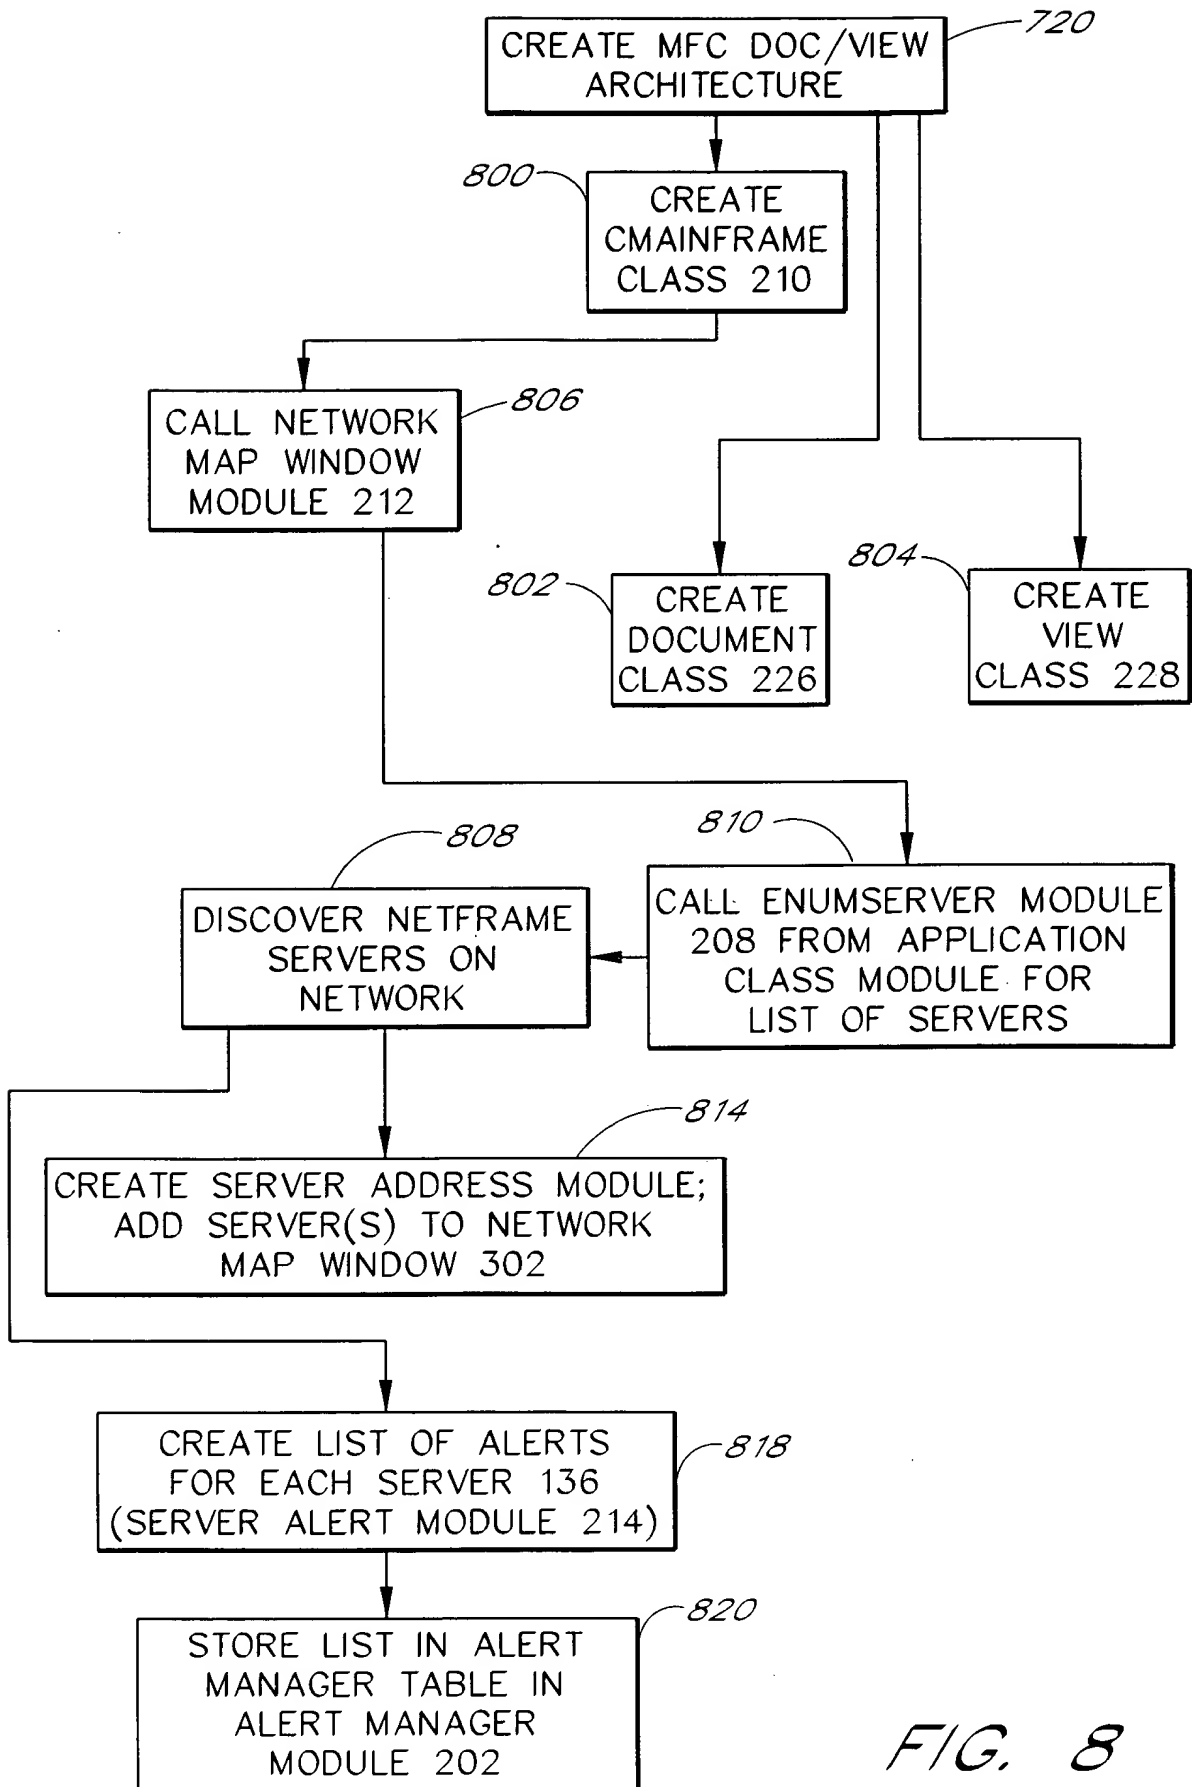 720
CREATE MFC DOC/VIEW
ARCHITECTURE
800
CREATE
CMAINFRAME
CLASS 210
806
CALL NETWORK
MAP WINDOW
MODULE 212
802
CREATE
DOCUMENT
CLASS 226
804
CREATE
VIEW
CLASS 228
808
DISCOVER NETFRAME
SERVERS ON
NETWORK
810
CALL ENUMSERVER MODULE
208 FROM APPLICATION
CLASS MODULE FOR
LIST OF SERVERS
814
CREATE SERVER ADDRESS MODULE;
ADD SERVER(S) TO NETWORK
MAP WINDOW 302
818
CREATE LIST OF ALERTS
FOR EACH SERVER 136
(SERVER ALERT MODULE 214)
820
STORE LIST IN ALERT
MANAGER TABLE IN
ALERT MANAGER
MODULE 202
FIG. 8